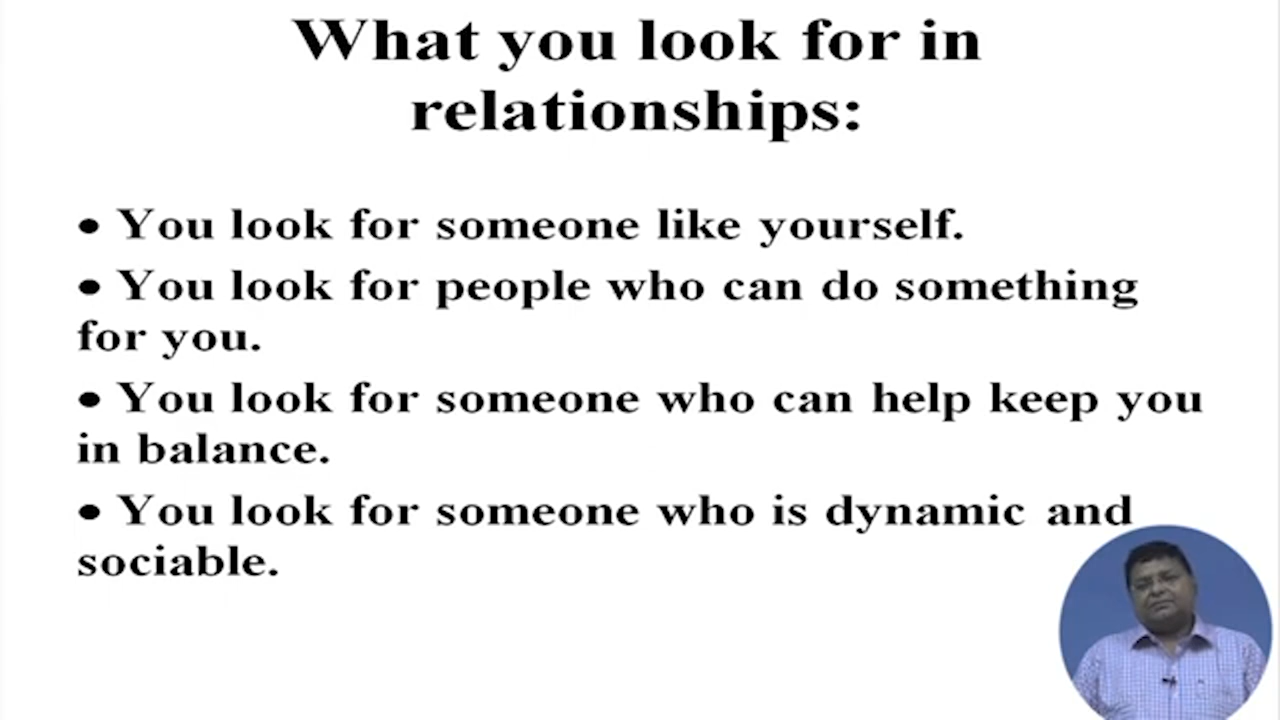 What you look for in
relationships:
• You look for someone like yourself.
• You look for people who can do something
for you.
• You look for someone who can help keep you
in balance.
• You look for someone who is dynamic and
sociable.